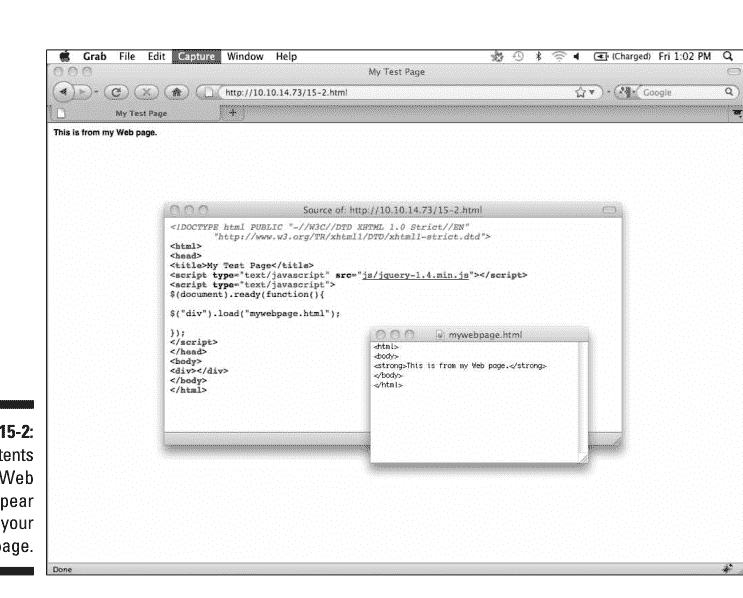 Grab File Edit Capture Window Help (Charged) Fri 1:02 PM
My Test Page
http://10.10.14.73/15-2.html Google
My Test Page +
This is from my Web page.
Source of: http://10.10.14.73/15-2.html
<!DOCTYPE html PUBLIC "-//W3C//DTD XHTML 1.0 Strict//EN"
"http://www.w3.org/TR/xhtml1/DTD/xhtml1-strict.dtd">
<html>
<head>
<title>My Test Page</title>
<script type="text/javascript" src="js/jquery-1.4.min.js"></script>
<script type="text/javascript">
$(document).ready(function(){
$("div").load("mywebpage.html");
});
</script>
</head>
<body>
<div></div>
</body>
</html>
mywebpage.html
<html>
<body>
<strong>This is from my Web page.</strong>
</body>
</html>
15-2:
tents
Web
pear
your
page.
Done